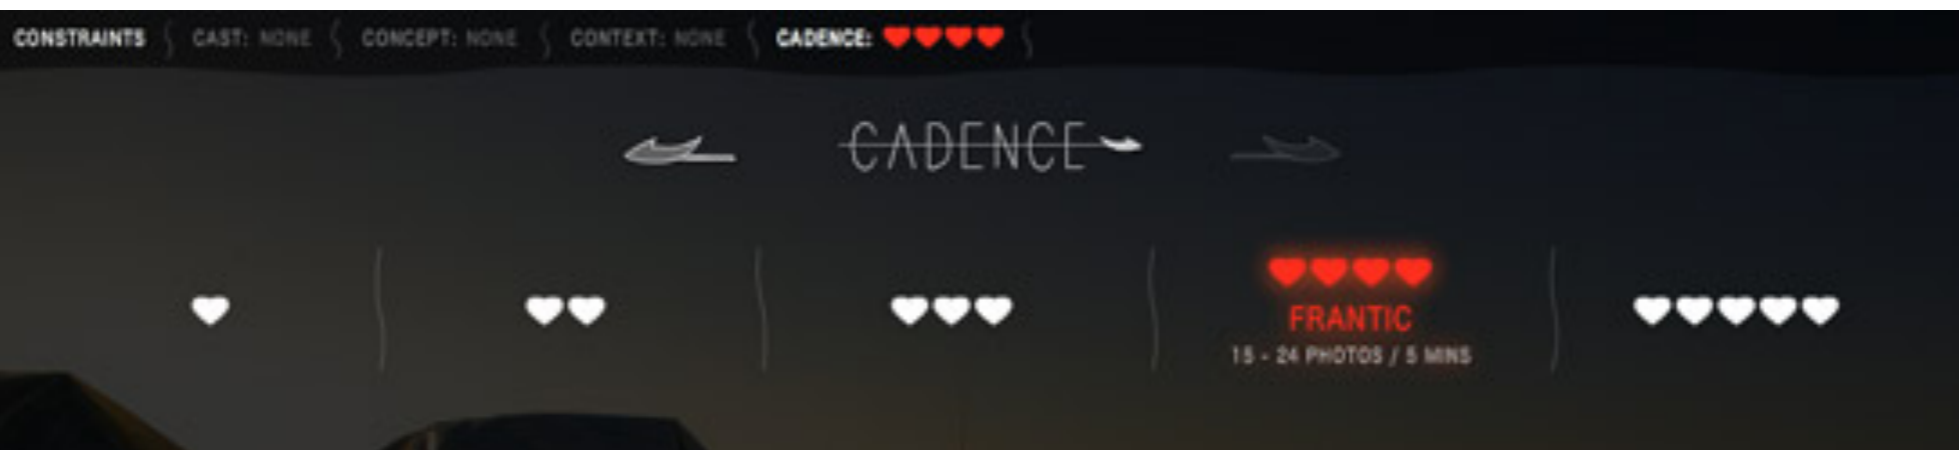 CONSTRAINTS CAST: NONE CONCEPT: NONE CONTEXT: NONE CADENCE:
CADENCE
FRANTIC
15 - 24 PHOTOS / 5 MINS